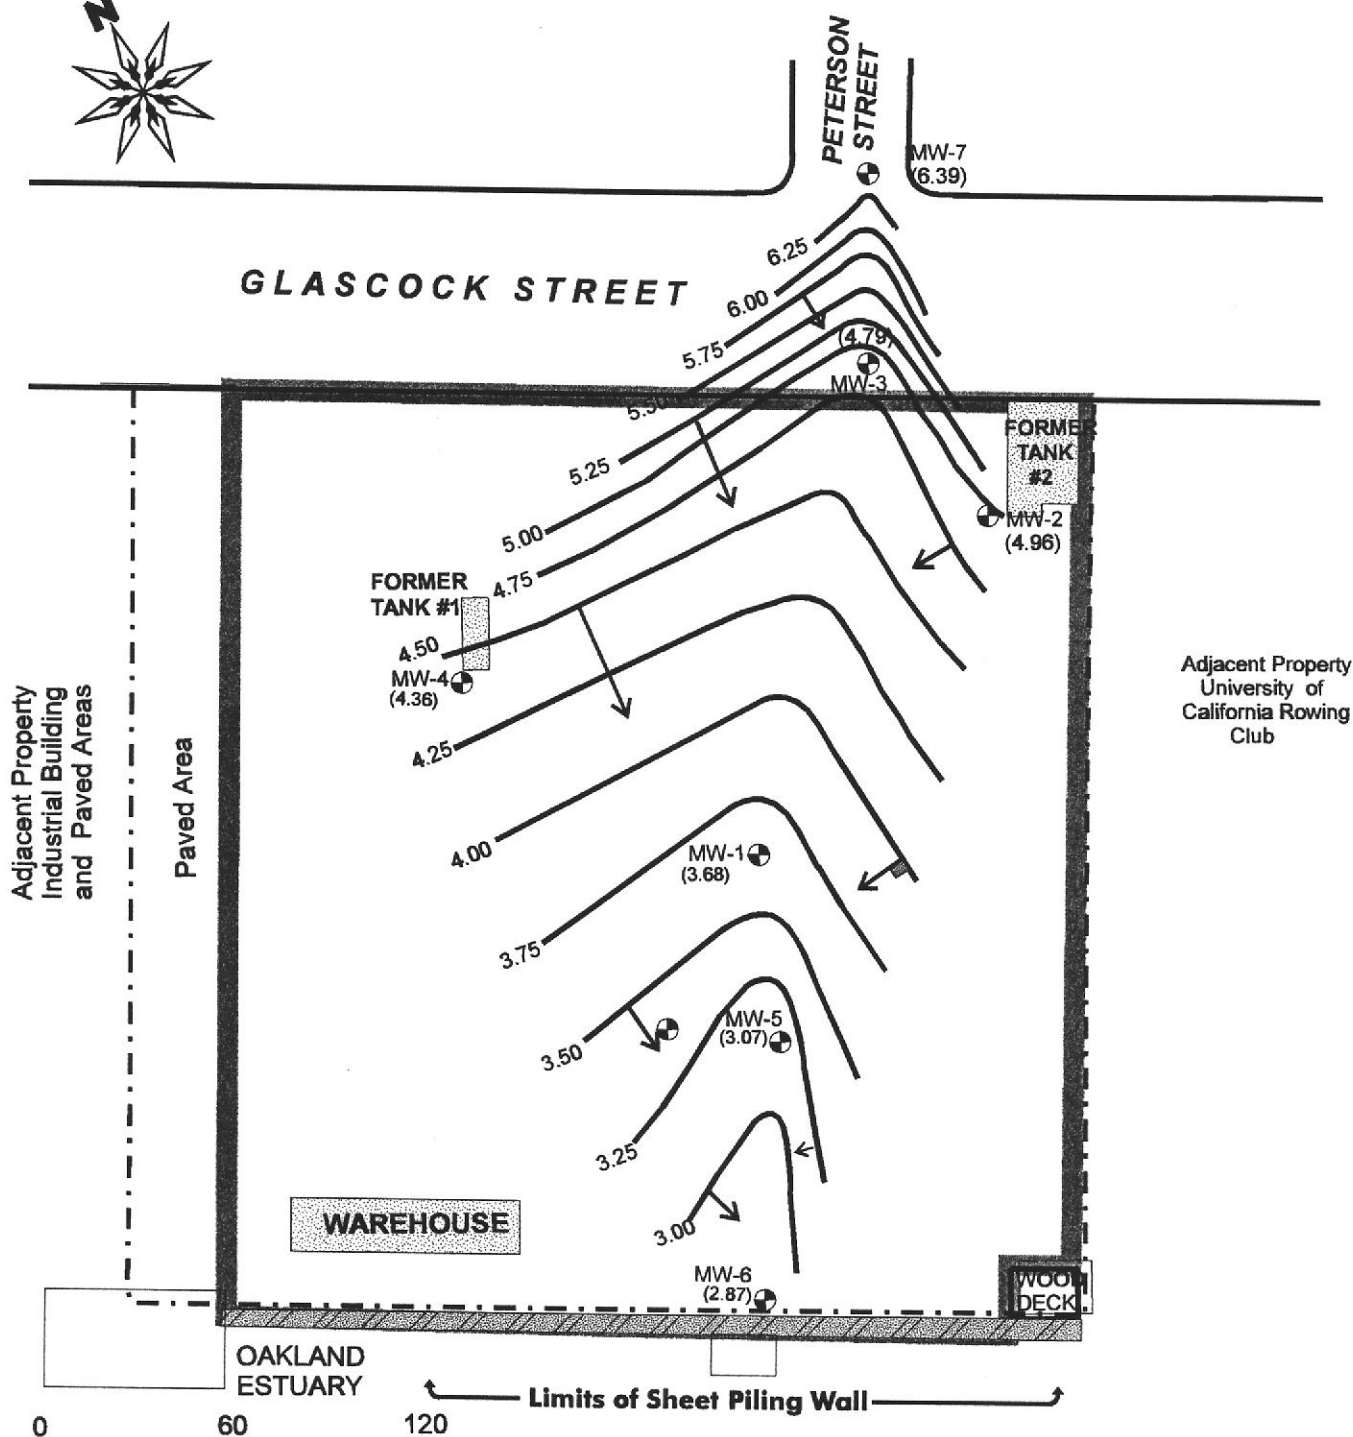 N
PETERSON
STREET
MW-7
(6.39)
6.25
GLASCOCK STREET
6.00
5.75
(4.79)
MW-3
5.50
5.25
FORMER
TANK
#2
MW-2
(4.96)
5.00
4.75
FORMER
TANK #1
4.50
MW-4
(4.36)
4.25
Adjacent Property
University of
California Rowing
Club
Adjacent Property
Industrial Building
and Paved Areas
Paved Area
4.00
MW-1
(3.68)
3.75
3.50
MW-5
(3.07)
3.25
WAREHOUSE
3.00
MW-6
(2.87)
WOOD
DECK
OAKLAND
ESTUARY
Limits of Sheet Piling Wall
0 60 120